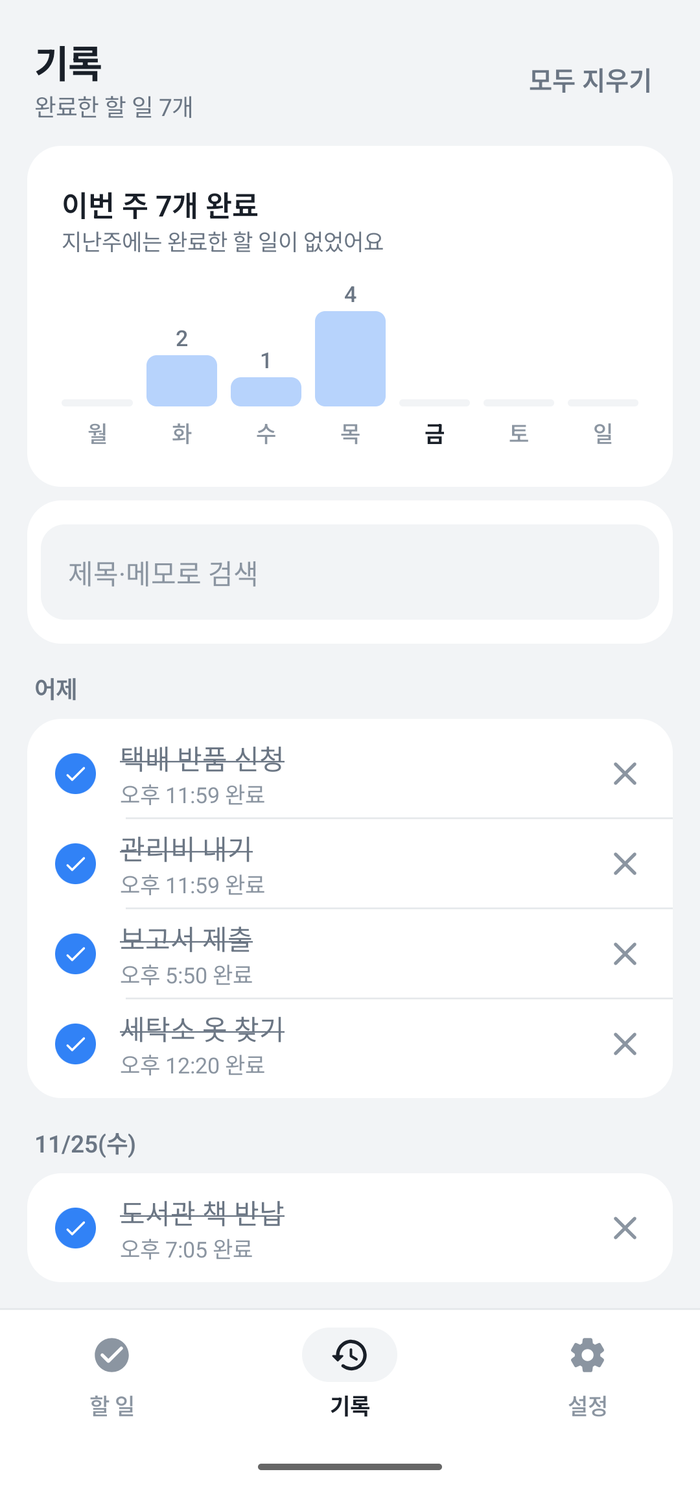 기록
모두 지우기
완료한 할 일 7개
이번 주 7개 완료
지난주에는 완료한 할 일이 없었어요
2
1
4
월 화 수 목 금 토 일
제목·메모로 검색
어제
택배 반품 신청
오후 11:59 완료
관리비 내기
오후 11:59 완료
보고서 제출
오후 5:50 완료
세탁소 옷 찾기
오후 12:20 완료
11/25(수)
도서관 책 반납
오후 7:05 완료
할 일
기록
설정